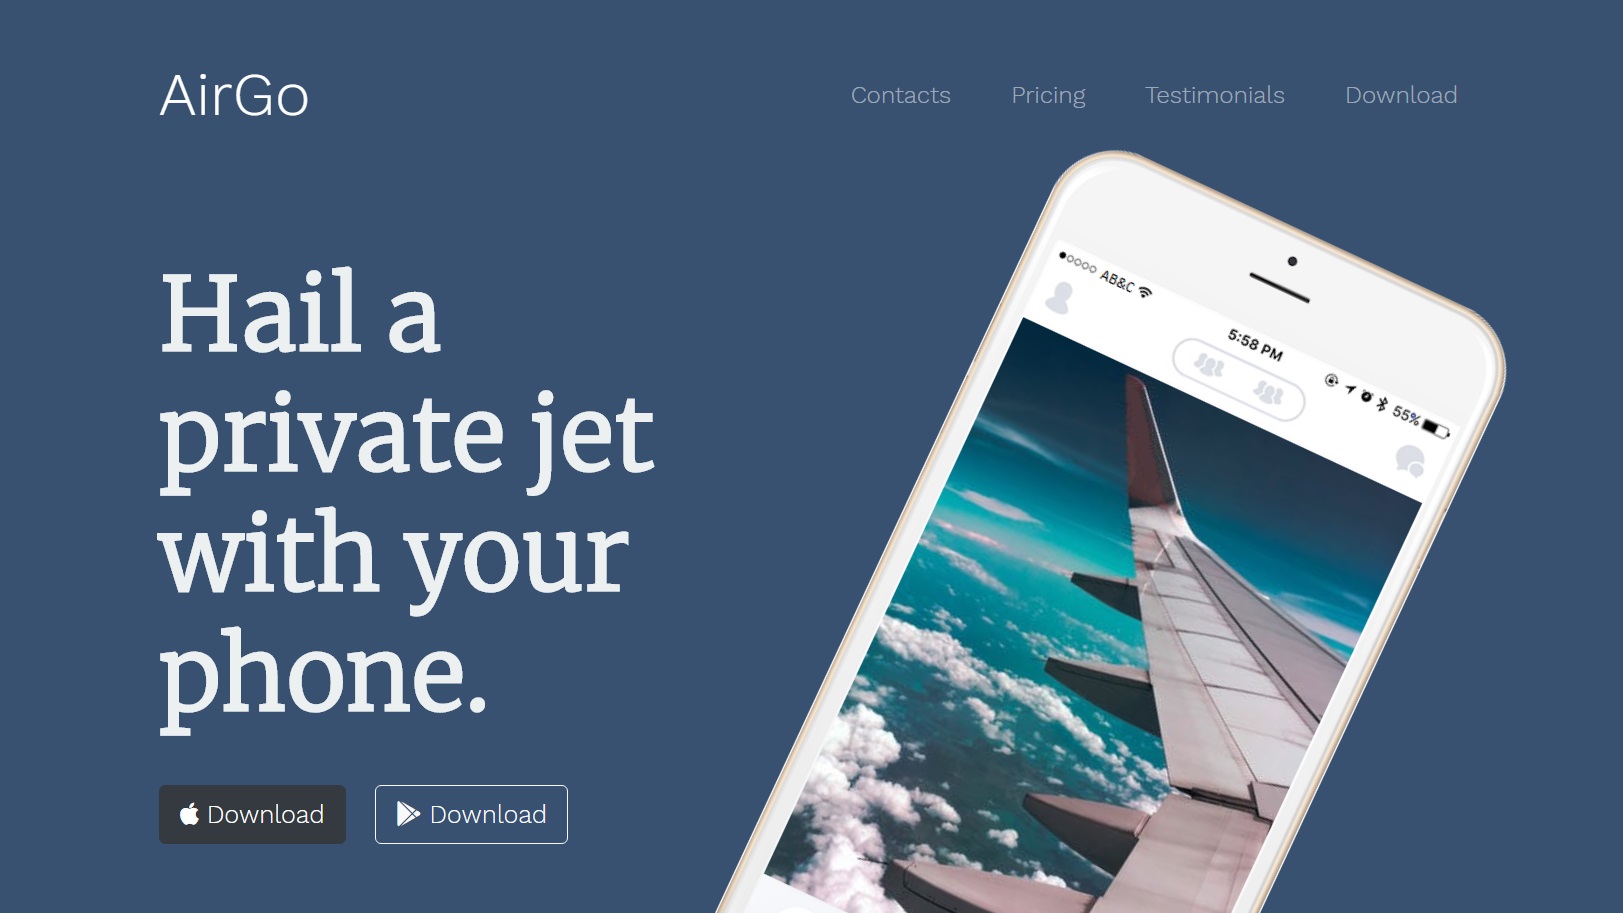 AirGo
Contacts Pricing Testimonials Download
Hail a
private jet
with your
phone.
Download Download
AB&C
5:58 PM
55%